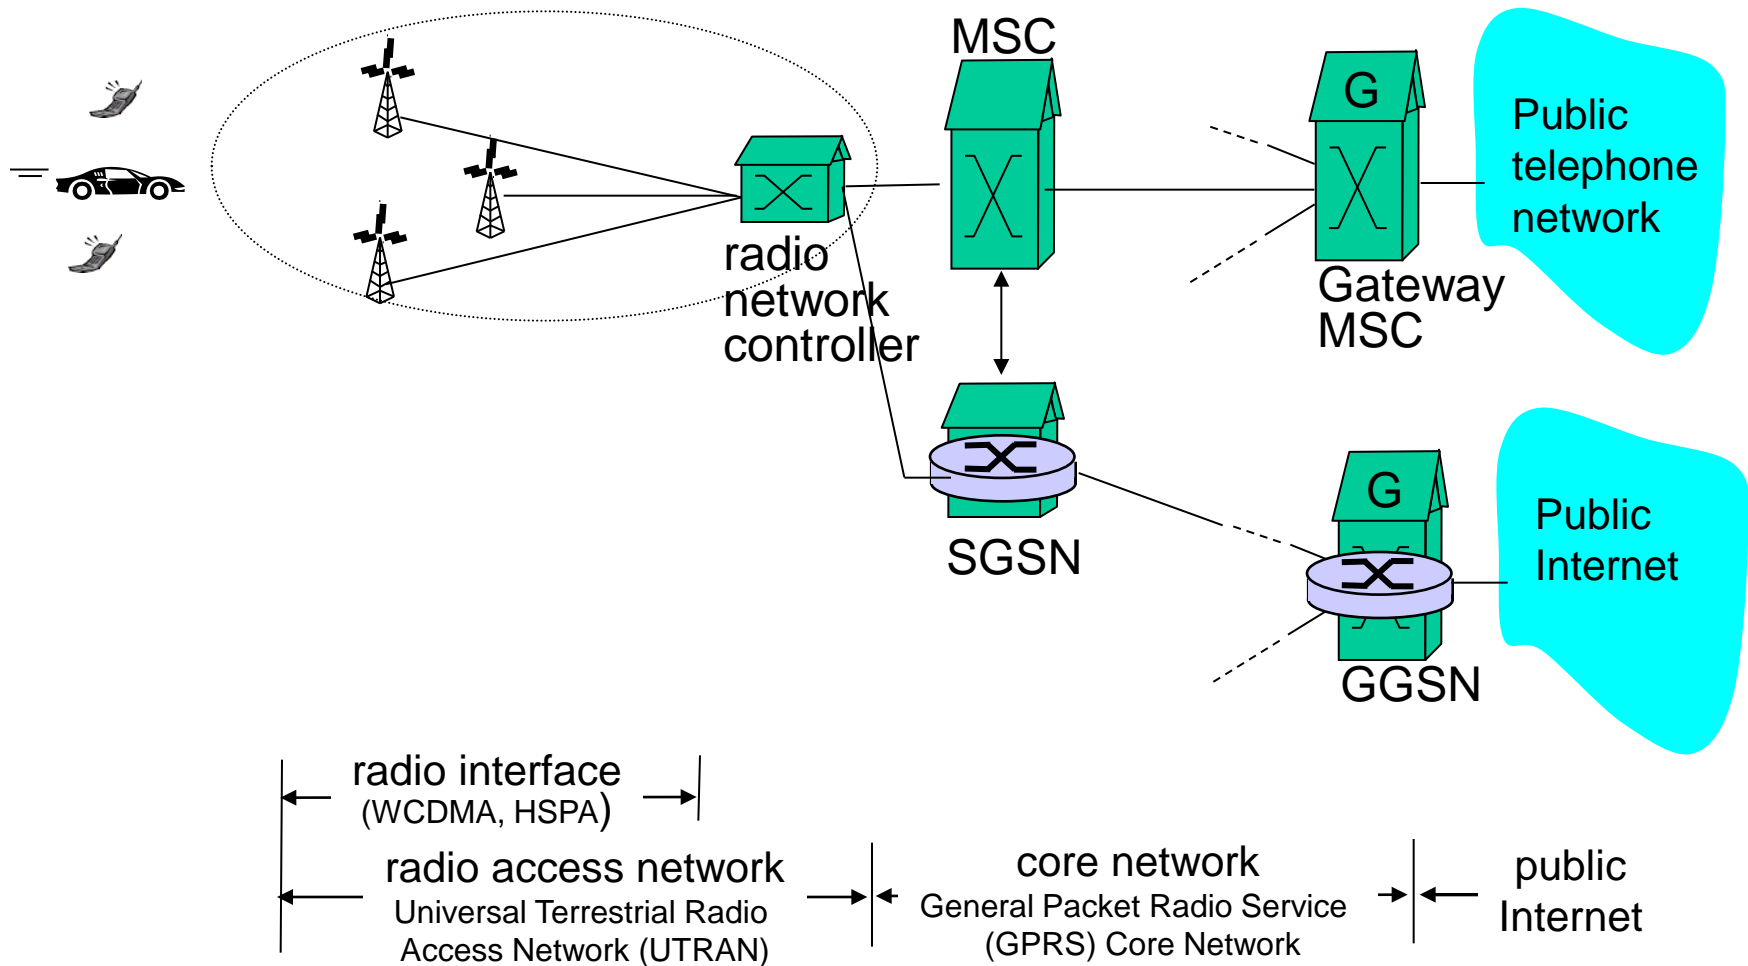 MSC
G
Public
telephone
network
radio
network
controller
Gateway
MSC
SGSN
G
Public
Internet
GGSN
radio interface
(WCDMA, HSPA)
radio access network
Universal Terrestrial Radio
Access Network (UTRAN)
core network
General Packet Radio Service
(GPRS) Core Network
public
Internet